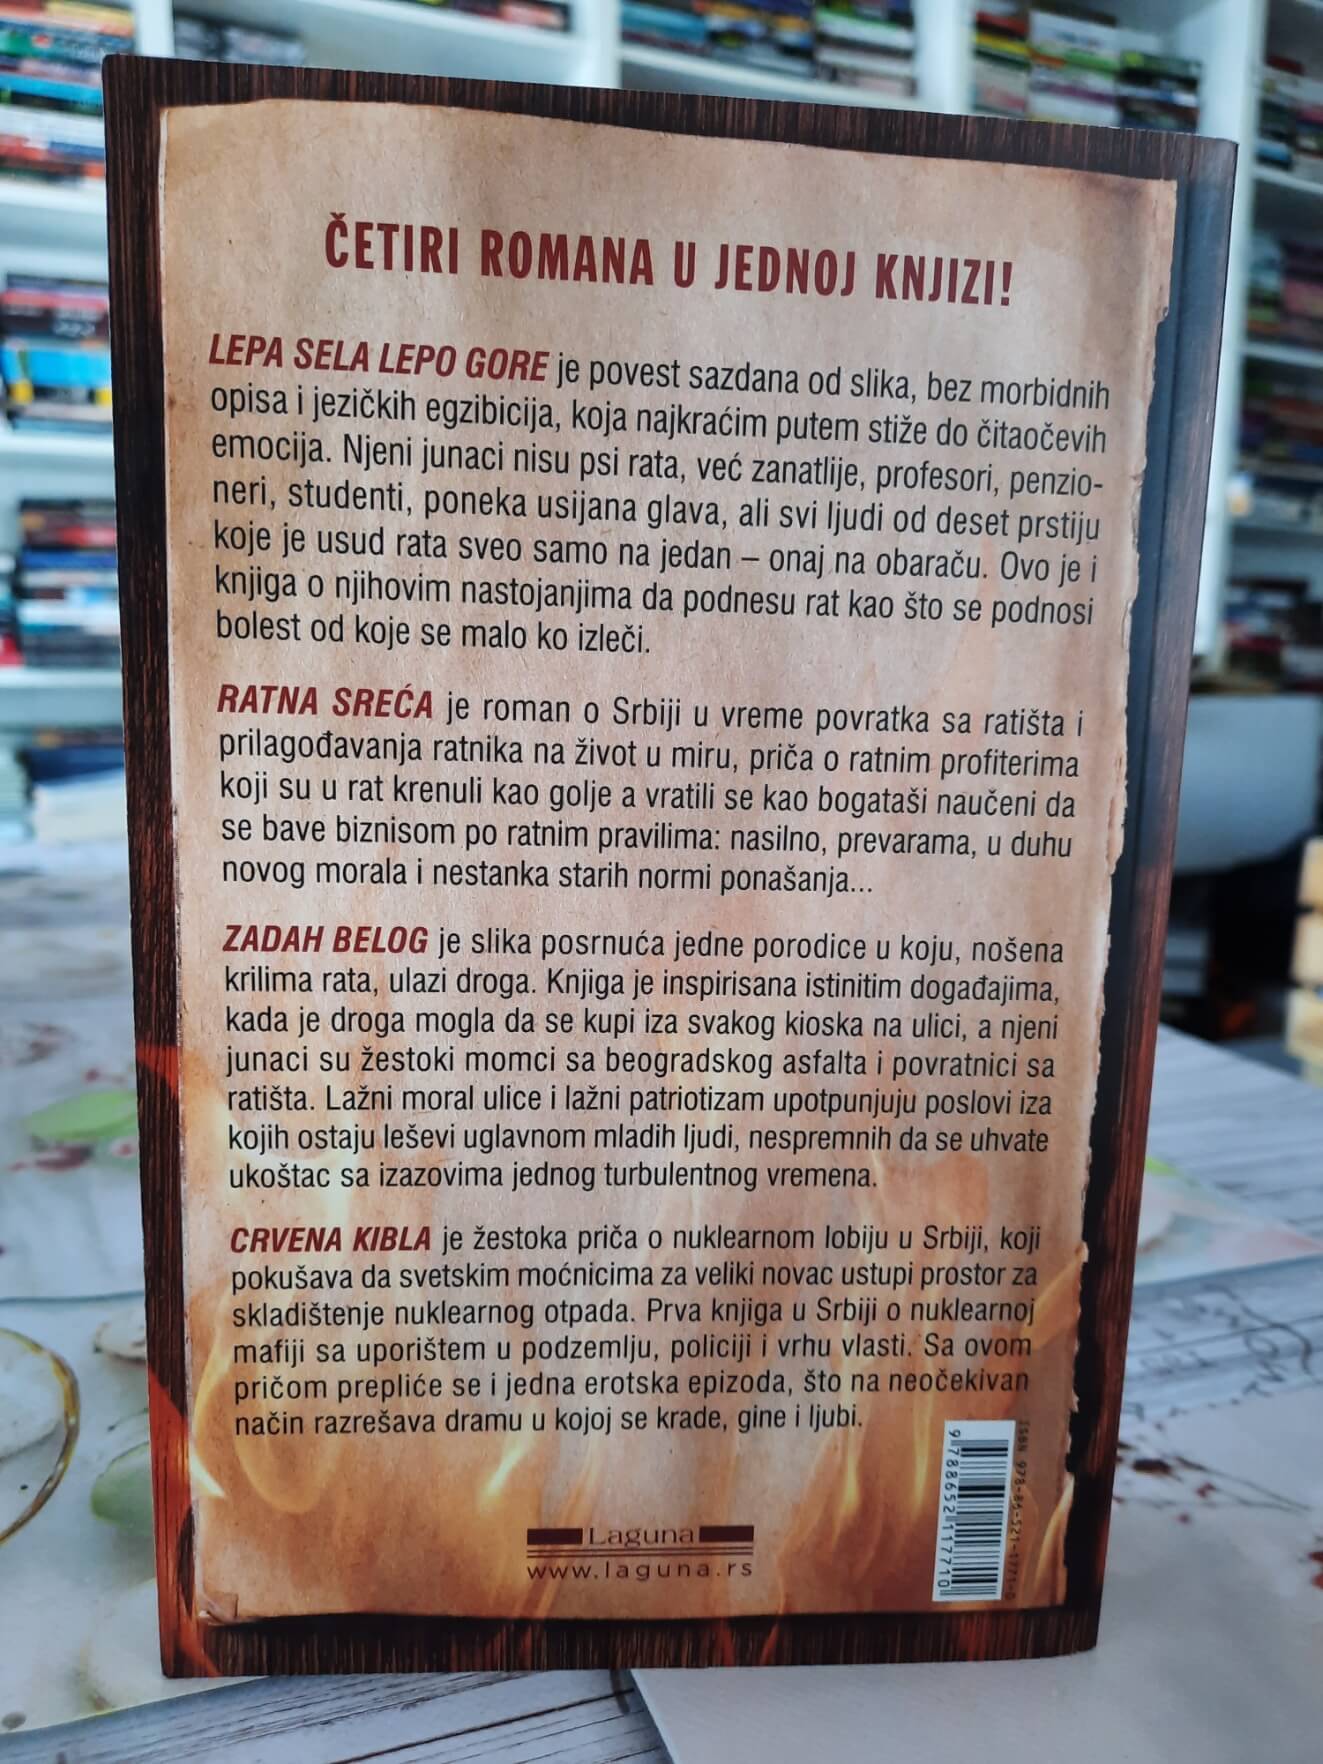 ČETIRI ROMANA U JEDNOJ KNJIZI!
LEPA SELA LEPO GORE je povest sazdana od slika, bez morbidnih
opisa i jezičkih egzibicija, koja najkraćim putem stiže do čitaočevih
emocija. Njeni junaci nisu psi rata, već zanatlije, profesori, penzio-
neri, studenti, poneka usijana glava, ali svi ljudi od deset prstiju
koje je usud rata sveo samo na jedan – onaj na obaraču. Ovo je i
knjiga o njihovim nastojanjima da podnesu rat kao što se podnosi
bolest od koje se malo ko izleči.
RATNA SREĆA je roman o Srbiji u vreme povratka sa ratišta i
prilagođavanja ratnika na život u miru, priča o ratnim profiterima
koji su u rat krenuli kao golje a vratili se kao bogataši naučeni da
se bave biznisom po ratnim pravilima: nasilno, prevarama, u duhu
novog morala i nestanka starih normi ponašanja...
ZADAH BELOG je slika posrnuća jedne porodice u koju, nošena
krilima rata, ulazi droga. Knjiga je inspirisana istinitim događajima,
kada je droga mogla da se kupi iza svakog kioska na ulici, a njeni
junaci su žestoki momci sa beogradskog asfalta i povratnici sa
ratišta. Lažni moral ulice i lažni patriotizam upotpunjuju poslovi iza
kojih ostaju leševi uglavnom mladih ljudi, nespremnih da se uhvate
ukoštac sa izazovima jednog turbulentnog vremena.
CRVENA KIBLA je žestoka priča o nuklearnom lobiju u Srbiji, koji
pokušava da svetskim moćnicima za veliki novac ustupi prostor za
skladištenje nuklearnog otpada. Prva knjiga u Srbiji o nuklearnoj
mafiji sa uporištem u podzemlju, policiji i vrhu vlasti. Sa ovom
pričom prepliće se i jedna erotska epizoda, što na neočekivan
način razrešava dramu u kojoj se krade, gine i ljubi.
ISBN 978-86-521-1771-0
9788652117710
Laguna
www.laguna.rs